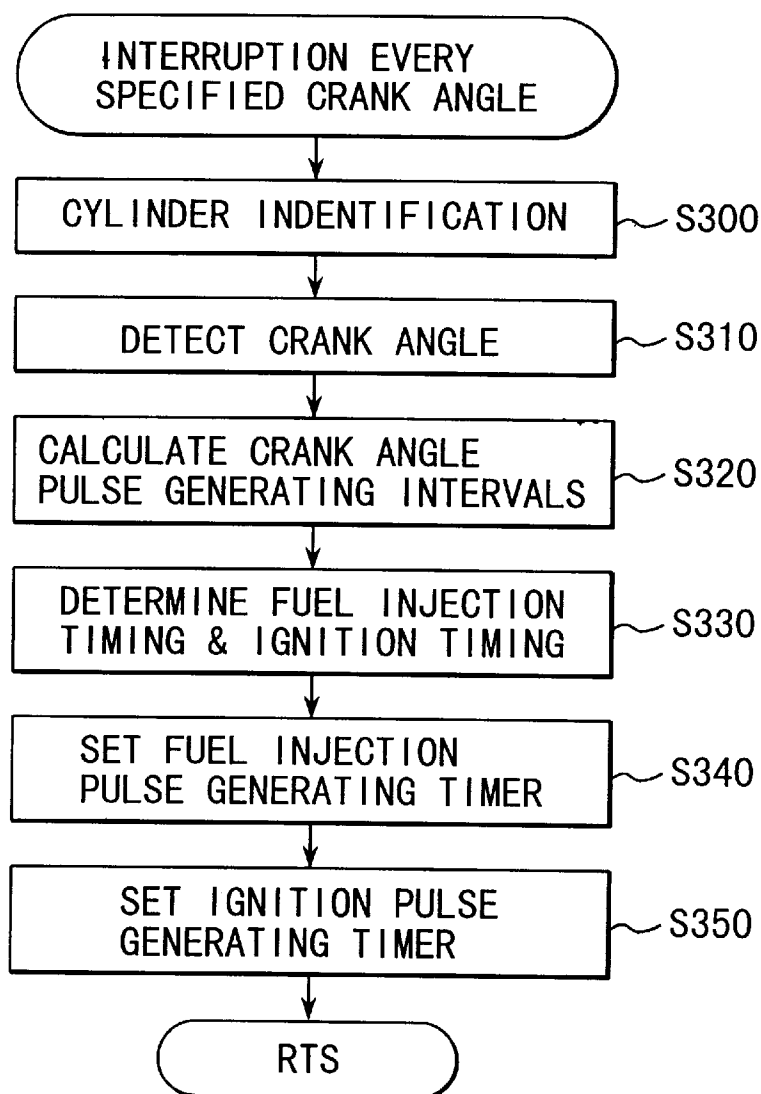 INTERRUPTION EVERY
SPECIFIED CRANK ANGLE
CYLINDER INDENTIFICATION
S300
DETECT CRANK ANGLE
S310
CALCULATE CRANK ANGLE
PULSE GENERATING INTERVALS
S320
DETERMINE FUEL INJECTION
TIMING & IGNITION TIMING
S330
SET FUEL INJECTION
PULSE GENERATING TIMER
S340
SET IGNITION PULSE
GENERATING TIMER
S350
RTS